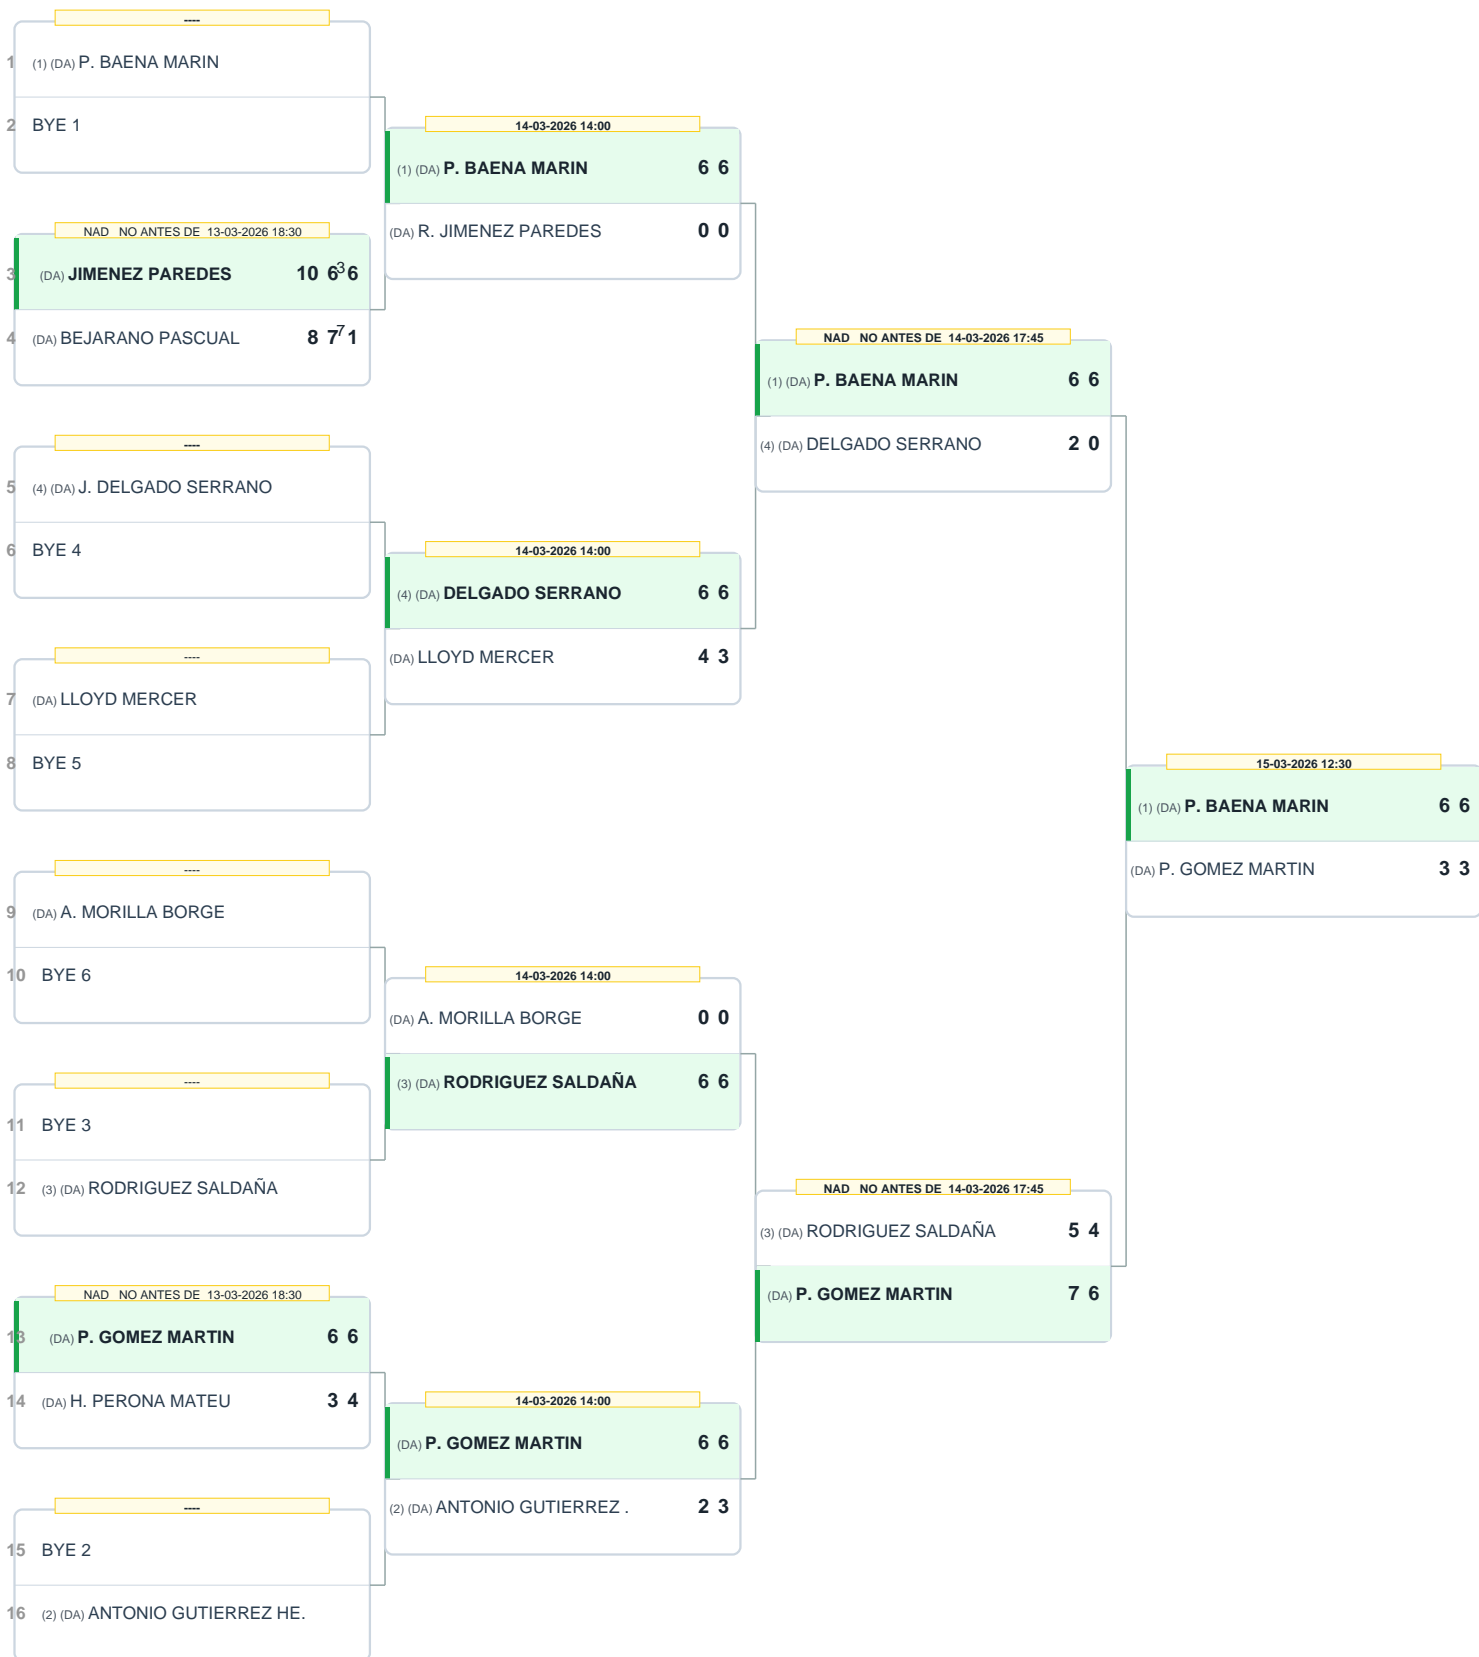 ----
1 (1) (DA) P. BAENA MARIN
2 BYE 1
NAD NO ANTES DE 13-03-2026 18:30
3 (DA) JIMENEZ PAREDES 10 6 3 6
4 (DA) BEJARANO PASCUAL 8 7 7 1
----
5 (4) (DA) J. DELGADO SERRANO
6 BYE 4
----
7 (DA) LLOYD MERCER
8 BYE 5
----
9 (DA) A. MORILLA BORGE
10 BYE 6
----
11 BYE 3
12 (3) (DA) RODRIGUEZ SALDAÑA
NAD NO ANTES DE 13-03-2026 18:30
13 (DA) P. GOMEZ MARTIN 6 6
14 (DA) H. PERONA MATEU 3 4
----
15 BYE 2
16 (2) (DA) ANTONIO GUTIERREZ HE.
14-03-2026 14:00
(1) (DA) P. BAENA MARIN 6 6
(DA) R. JIMENEZ PAREDES 0 0
14-03-2026 14:00
(4) (DA) DELGADO SERRANO 6 6
(DA) LLOYD MERCER 4 3
14-03-2026 14:00
(DA) A. MORILLA BORGE 0 0
(3) (DA) RODRIGUEZ SALDAÑA 6 6
14-03-2026 14:00
(DA) P. GOMEZ MARTIN 6 6
(2) (DA) ANTONIO GUTIERREZ . 2 3
NAD NO ANTES DE 14-03-2026 17:45
(1) (DA) P. BAENA MARIN 6 6
(4) (DA) DELGADO SERRANO 2 0
NAD NO ANTES DE 14-03-2026 17:45
(3) (DA) RODRIGUEZ SALDAÑA 5 4
(DA) P. GOMEZ MARTIN 7 6
15-03-2026 12:30
(1) (DA) P. BAENA MARIN 6 6
(DA) P. GOMEZ MARTIN 3 3